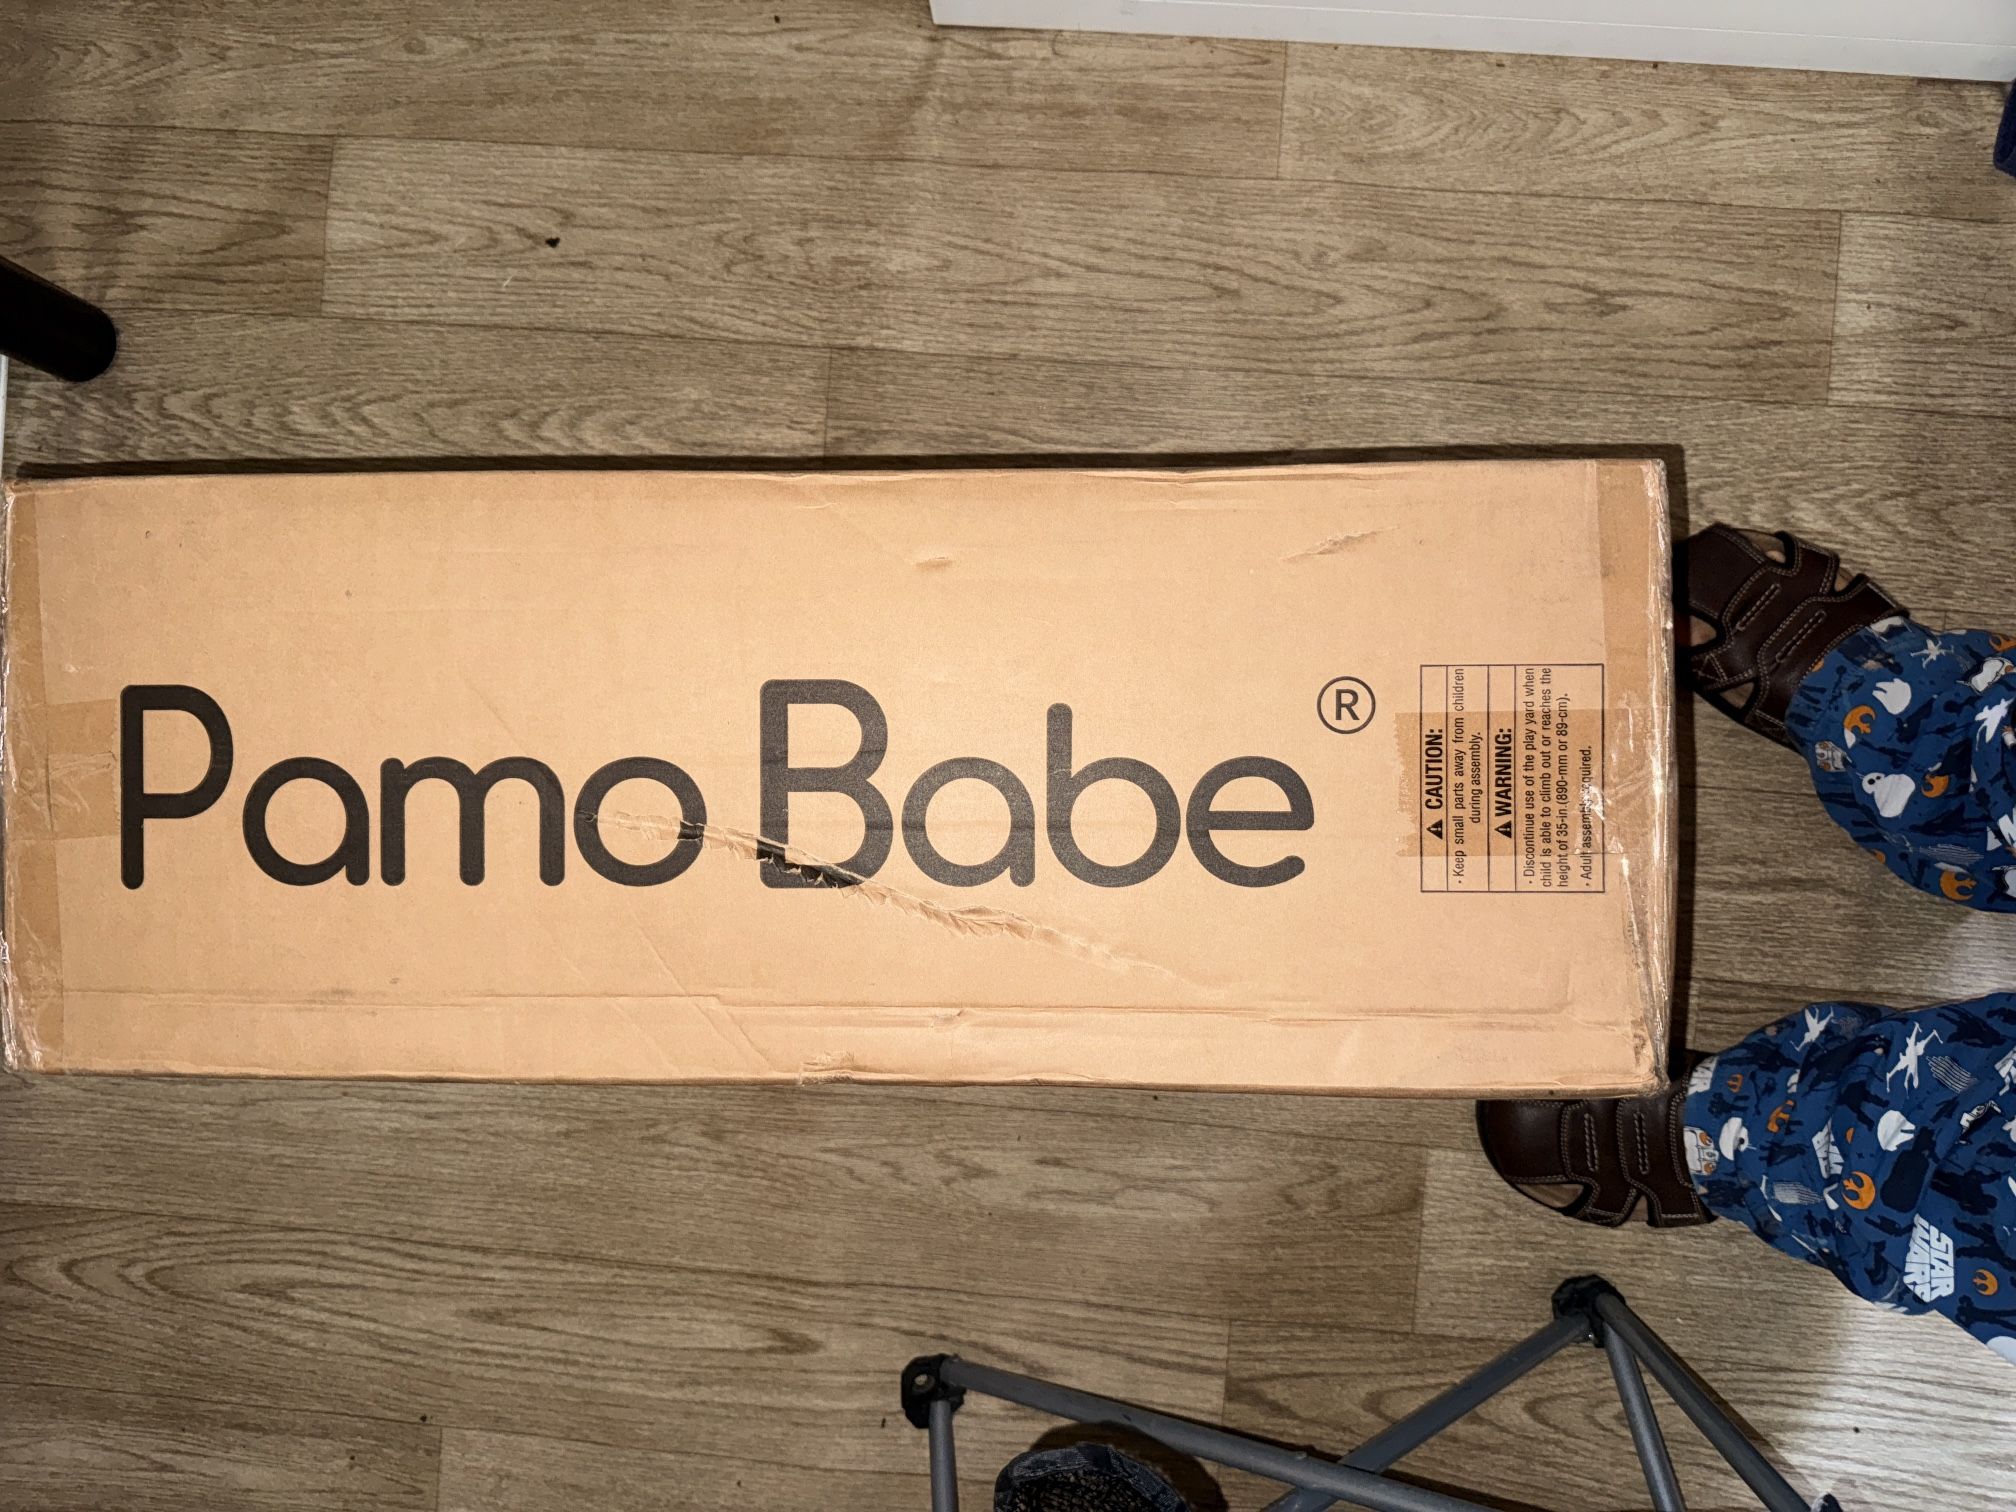 Pamo Babe ®
⚠ CAUTION:
• Keep small parts away from children
during assembly.
⚠ WARNING:
• Discontinue use of the play yard when
child is able to climb out or reaches the
height of 35-in.(890-mm or 89-cm).
• Adult assembly required.
STAR
WARS